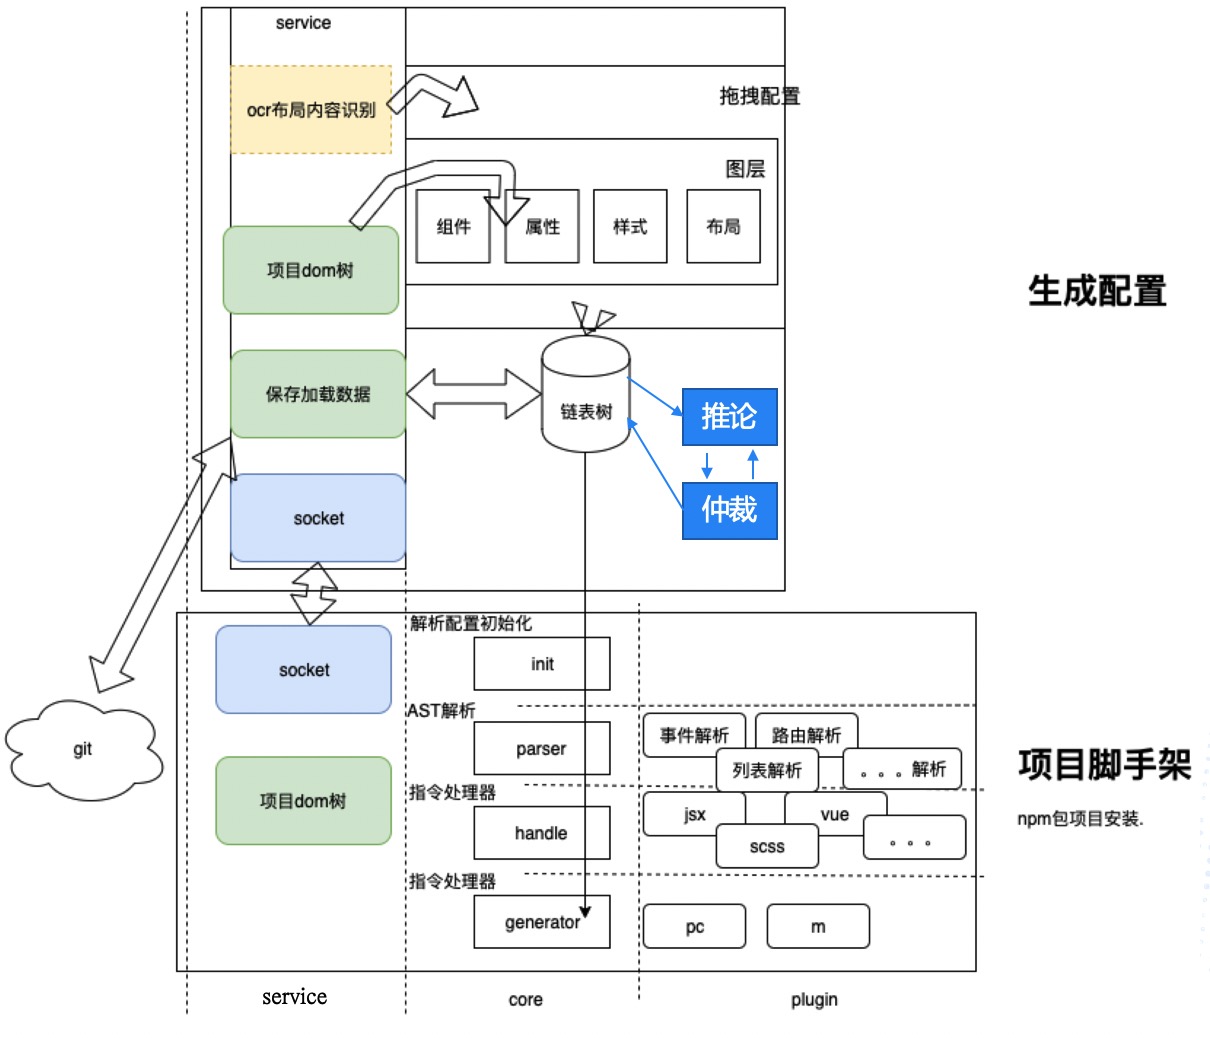 service
ocr布局内容识别
拖拽配置
图层
组件
属性
样式
布局
项目dom树
生成配置
保存加载数据
链表树
推论
仲裁
socket
解析配置初始化
init
socket
AST解析
parser
事件解析
路由解析
列表解析
。。。解析
git
项目dom树
项目脚手架
npm包项目安装.
指令处理器
handle
jsx
vue
scss
。。。
指令处理器
generator
pc
m
service
core
plugin